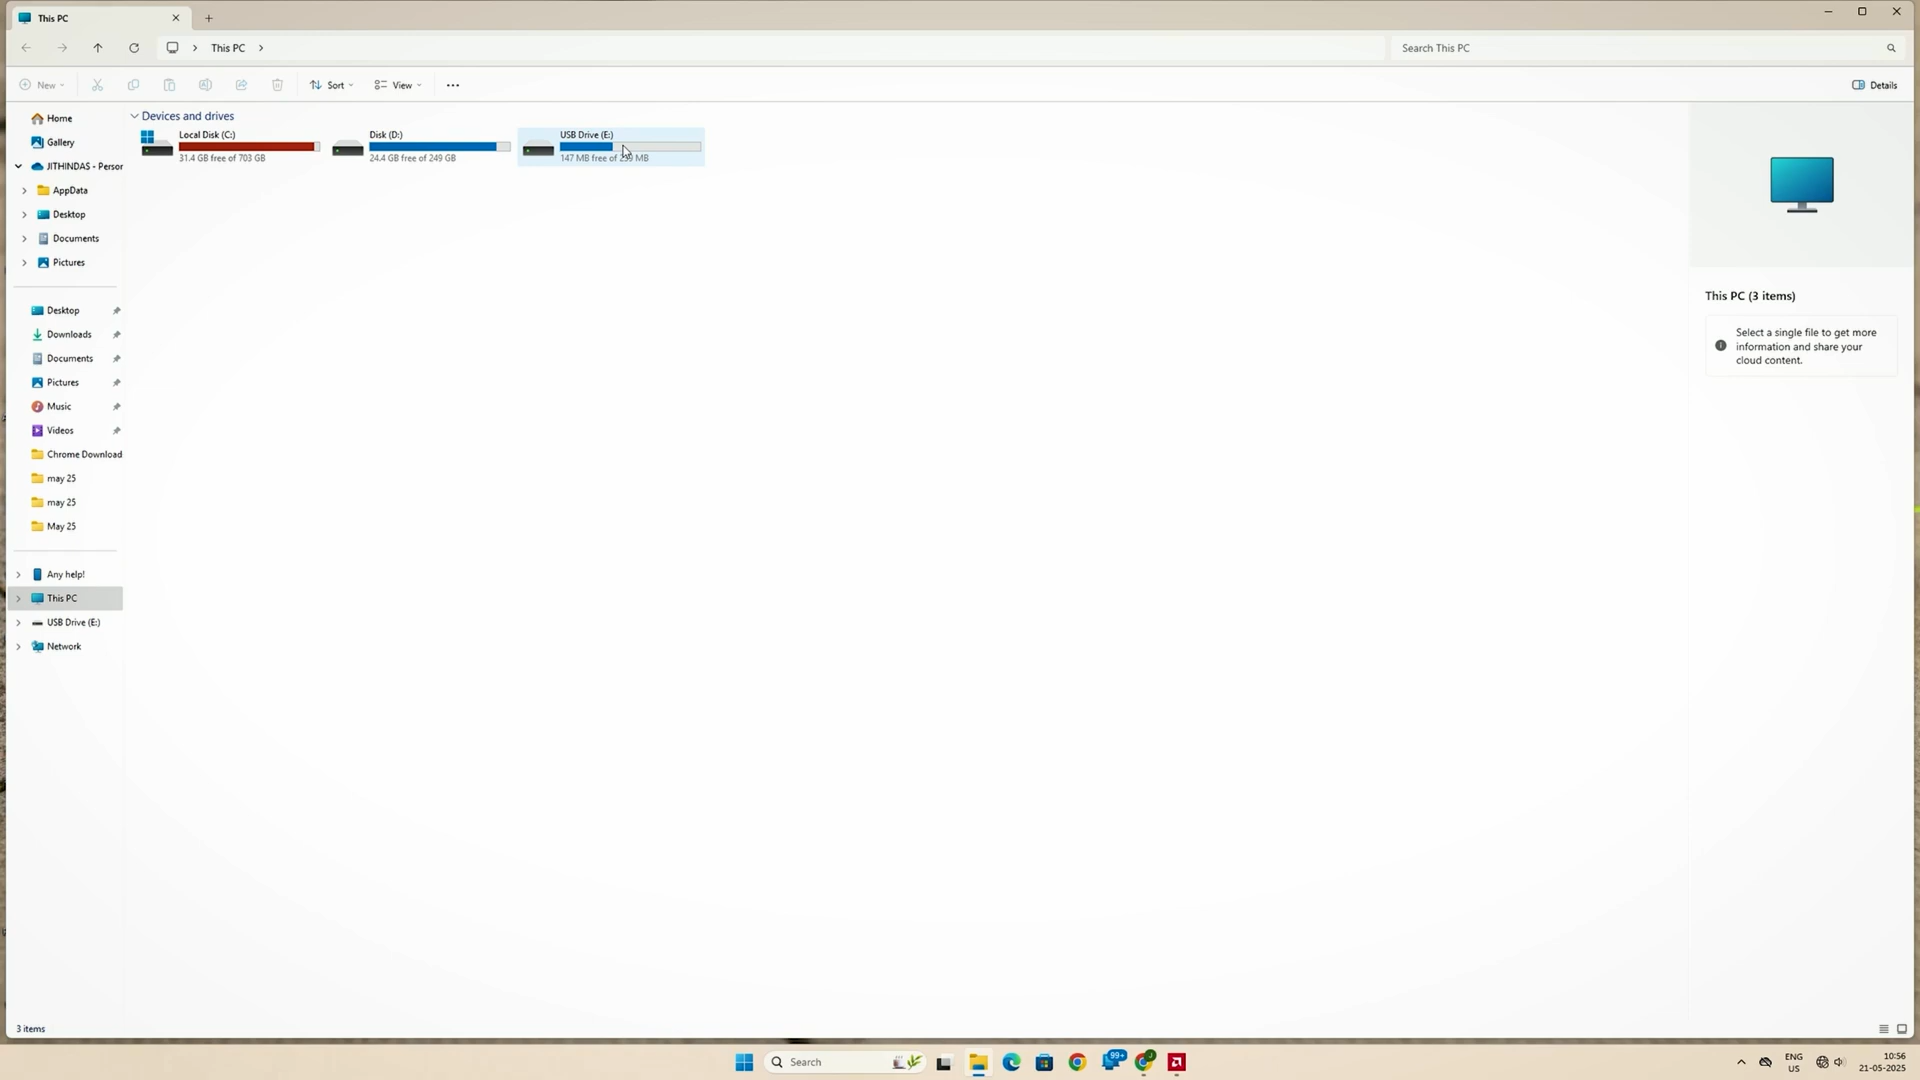 This PC
This PC
Search This PC
New
Sort
View
Details
Home
Gallery
JITHINDAS - Persor
AppData
Desktop
Documents
Pictures
Desktop
Downloads
Documents
Pictures
Music
Videos
Chrome Download
may 25
may 25
May 25
Any help!
This PC
USB Drive (E:)
Network
Devices and drives
Local Disk (C:)
31.4 GB free of 703 GB
Disk (D:)
24.4 GB free of 249 GB
USB Drive (E:)
147 MB free of MB
This PC (3 items)
Select a single file to get more
information and share your
cloud content.
3 items
Search
99+
J
ENG
US
10:56
21-05-2025